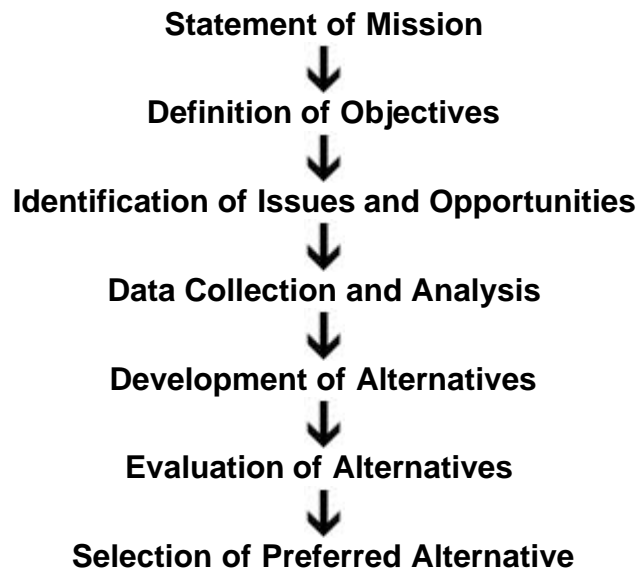 Statement of Mission
Definition of Objectives
Identification of Issues and Opportunities
Data Collection and Analysis
Development of Alternatives
Evaluation of Alternatives
Selection of Preferred Alternative